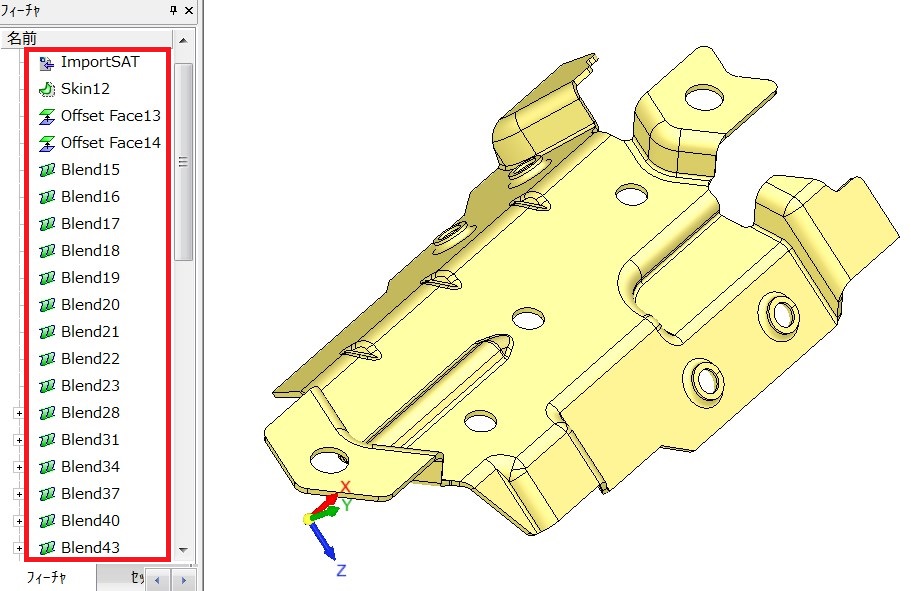 フィーチャ
名前
ImportSAT
Skin12
Offset Face13
Offset Face14
Blend15
Blend16
Blend17
Blend18
Blend19
Blend20
Blend21
Blend22
Blend23
Blend28
Blend31
Blend34
Blend37
Blend40
Blend43
フィーチャ
セッ
X
Y
Z